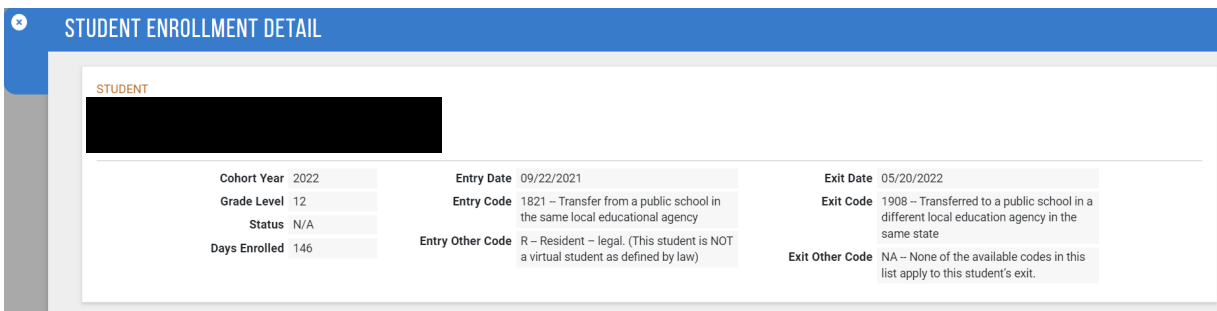 STUDENT ENROLLMENT DETAIL
STUDENT
Cohort Year 2022
Grade Level 12
Status N/A
Days Enrolled 146
Entry Date 09/22/2021
Entry Code 1821 -- Transfer from a public school in
the same local educational agency
Entry Other Code R -- Resident – legal. (This student is NOT
a virtual student as defined by law)
Exit Date 05/20/2022
Exit Code 1908 -- Transferred to a public school in a
different local education agency in the
same state
Exit Other Code NA -- None of the available codes in this
list apply to this student's exit.